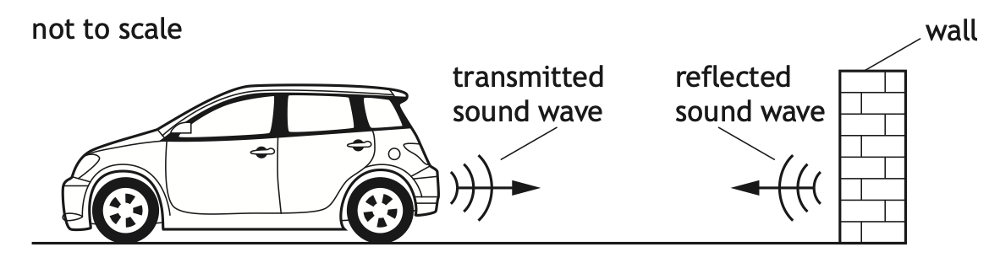 not to scale
wall
transmitted
sound wave
reflected
sound wave